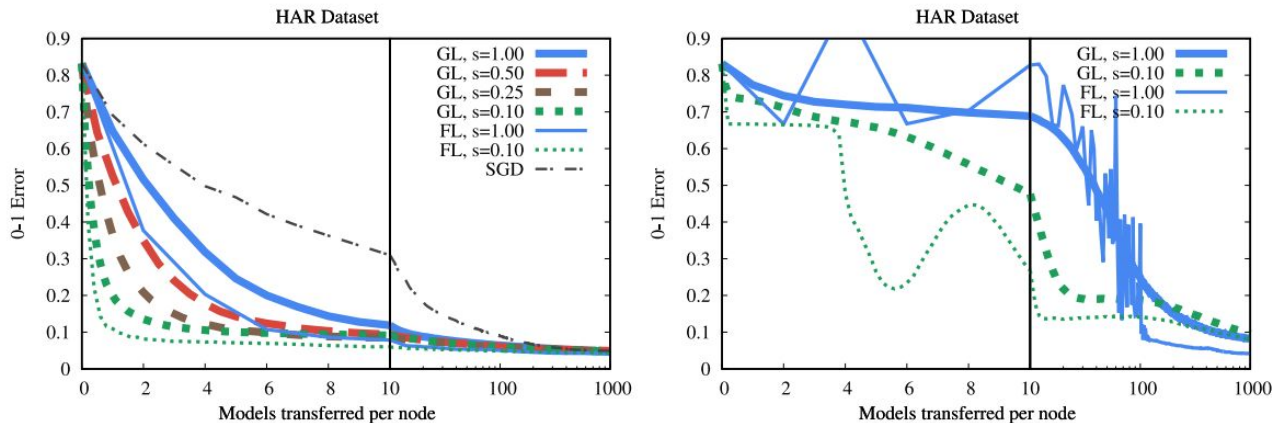 HAR Dataset
0.9
0.8
0.7
0.6
0.5
0.4
0.3
0.2
0.1
0
0-1 Error
GL, s=1.00
GL, s=0.50
GL, s=0.25
GL, s=0.10
FL, s=1.00
FL, s=0.10
SGD
0 2 4 6 8 10 100 1000
Models transferred per node
HAR Dataset
0.9
0.8
0.7
0.6
0.5
0.4
0.3
0.2
0.1
0
0-1 Error
GL, s=1.00
GL, s=0.10
FL, s=1.00
FL, s=0.10
0 2 4 6 8 10 100 1000
Models transferred per node